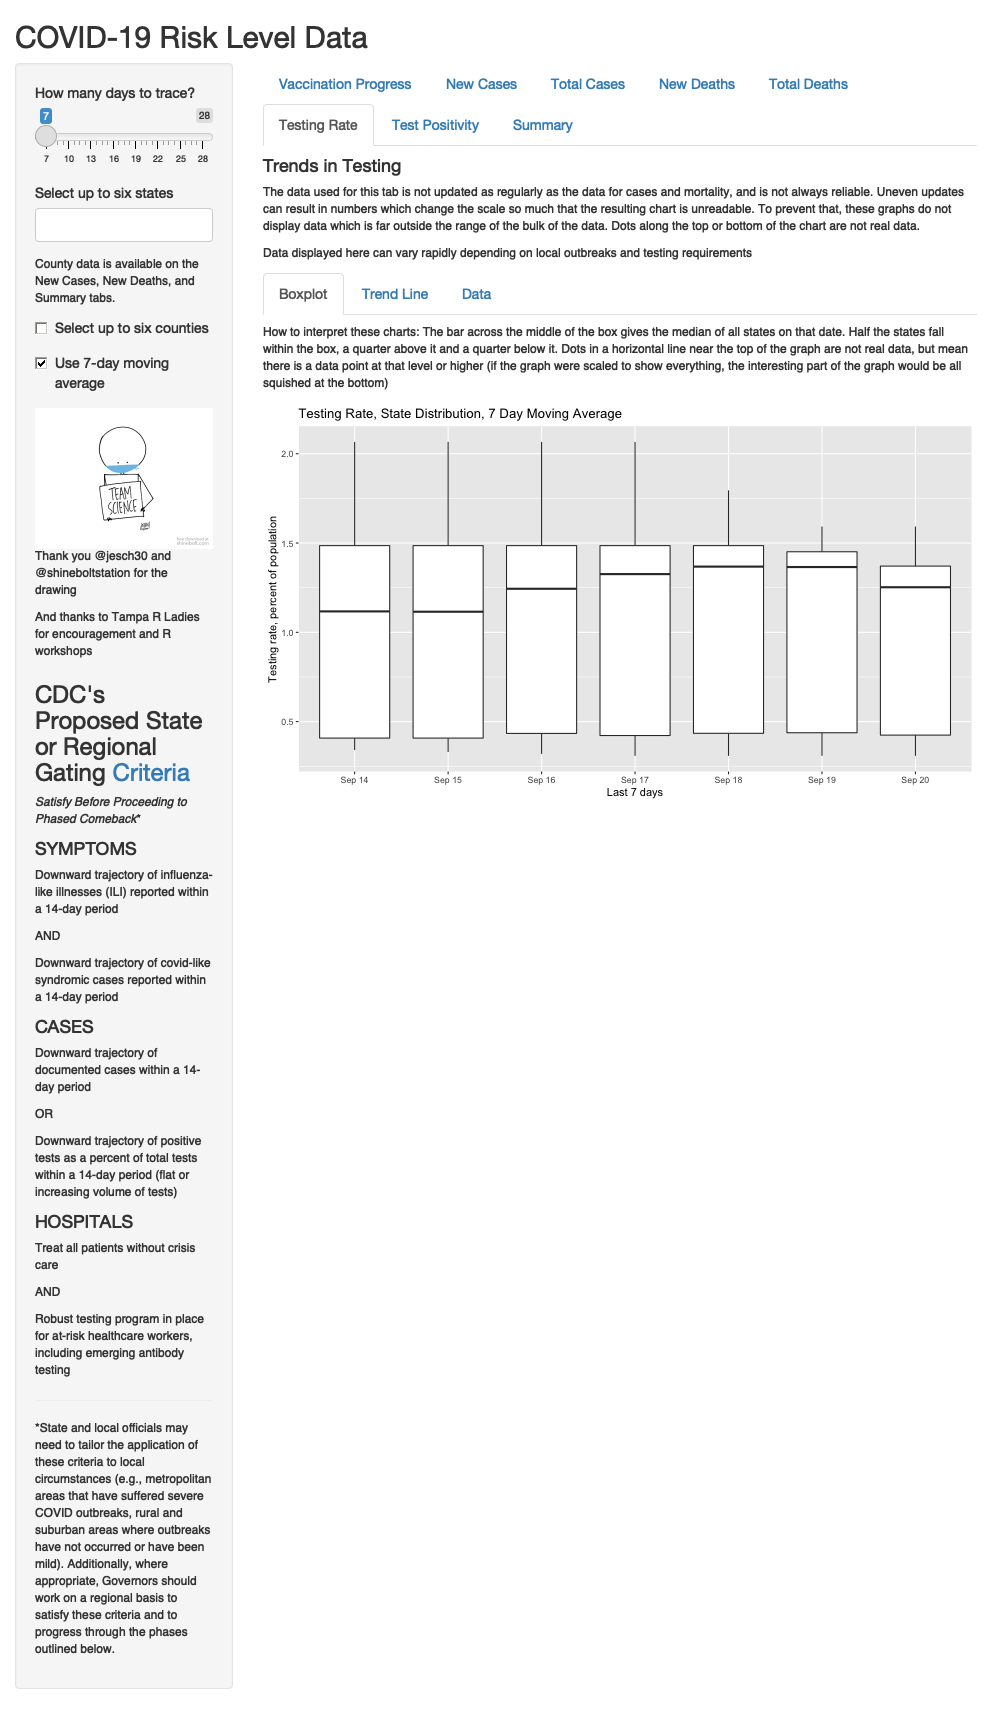 COVID-19 Risk Level Data
How many days to trace?
7
28
7 10 13 16 19 22 25 28
Select up to six states
County data is available on the
New Cases, New Deaths, and
Summary tabs.
Select up to six counties
Use 7-day moving
average
TEAM
SCIENCE
Thank you @jesch30 and
@shineboltstation for the
drawing
And thanks to Tampa R Ladies
for encouragement and R
workshops
CDC's
Proposed State
or Regional
Gating Criteria
Satisfy Before Proceeding to
Phased Comeback*
SYMPTOMS
Downward trajectory of influenza-
like illnesses (ILI) reported within
a 14-day period
AND
Downward trajectory of covid-like
syndromic cases reported within
a 14-day period
CASES
Downward trajectory of
documented cases within a 14-
day period
OR
Downward trajectory of positive
tests as a percent of total tests
within a 14-day period (flat or
increasing volume of tests)
HOSPITALS
Treat all patients without crisis
care
AND
Robust testing program in place
for at-risk healthcare workers,
including emerging antibody
testing
*State and local officials may
need to tailor the application of
these criteria to local
circumstances (e.g., metropolitan
areas that have suffered severe
COVID outbreaks, rural and
suburban areas where outbreaks
have not occurred or have been
mild). Additionally, where
appropriate, Governors should
work on a regional basis to
satisfy these criteria and to
progress through the phases
outlined below.
Vaccination Progress New Cases Total Cases New Deaths Total Deaths
Testing Rate Test Positivity Summary
Trends in Testing
The data used for this tab is not updated as regularly as the data for cases and mortality, and is not always reliable. Uneven updates
can result in numbers which change the scale so much that the resulting chart is unreadable. To prevent that, these graphs do not
display data which is far outside the range of the bulk of the data. Dots along the top or bottom of the chart are not real data.
Data displayed here can vary rapidly depending on local outbreaks and testing requirements
Boxplot Trend Line Data
How to interpret these charts: The bar across the middle of the box gives the median of all states on that date. Half the states fall
within the box, a quarter above it and a quarter below it. Dots in a horizontal line near the top of the graph are not real data, but mean
there is a data point at that level or higher (if the graph were scaled to show everything, the interesting part of the graph would be all
squished at the bottom)
Testing Rate, State Distribution, 7 Day Moving Average
Testing rate, percent of population
2.0
1.5
1.0
0.5
Sep 14 Sep 15 Sep 16 Sep 17 Sep 18 Sep 19 Sep 20
Last 7 days